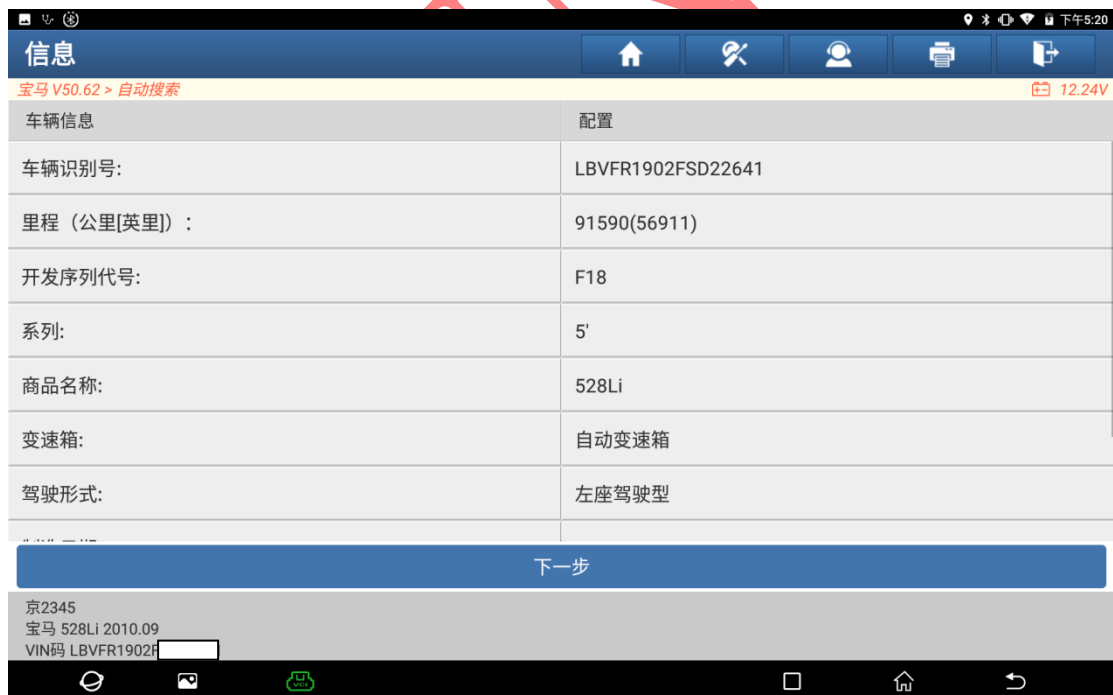 下午5:20
信息
宝马 V50.62 > 自动搜索 12.24V
车辆信息 配置
车辆识别号: LBVFR1902FSD22641
里程（公里[英里]）: 91590(56911)
开发序列代号: F18
系列: 5'
商品名称: 528Li
变速箱: 自动变速箱
驾驶形式: 左座驾驶型
下一步
京2345
宝马 528Li 2010.09
VIN码 LBVFR1902F
VCI